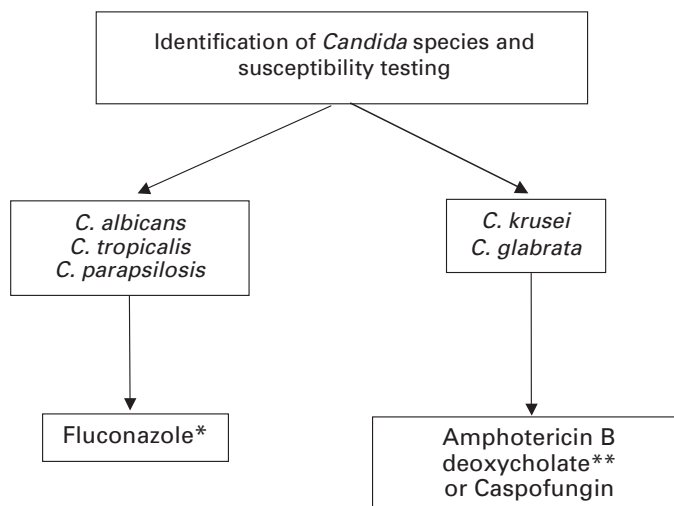 Identification of Candida species and
susceptibility testing
C. albicans
C. tropicalis
C. parapsilosis
C. krusei
C. glabrata
Fluconazole*
Amphotericin B
deoxycholate**
or Caspofungin